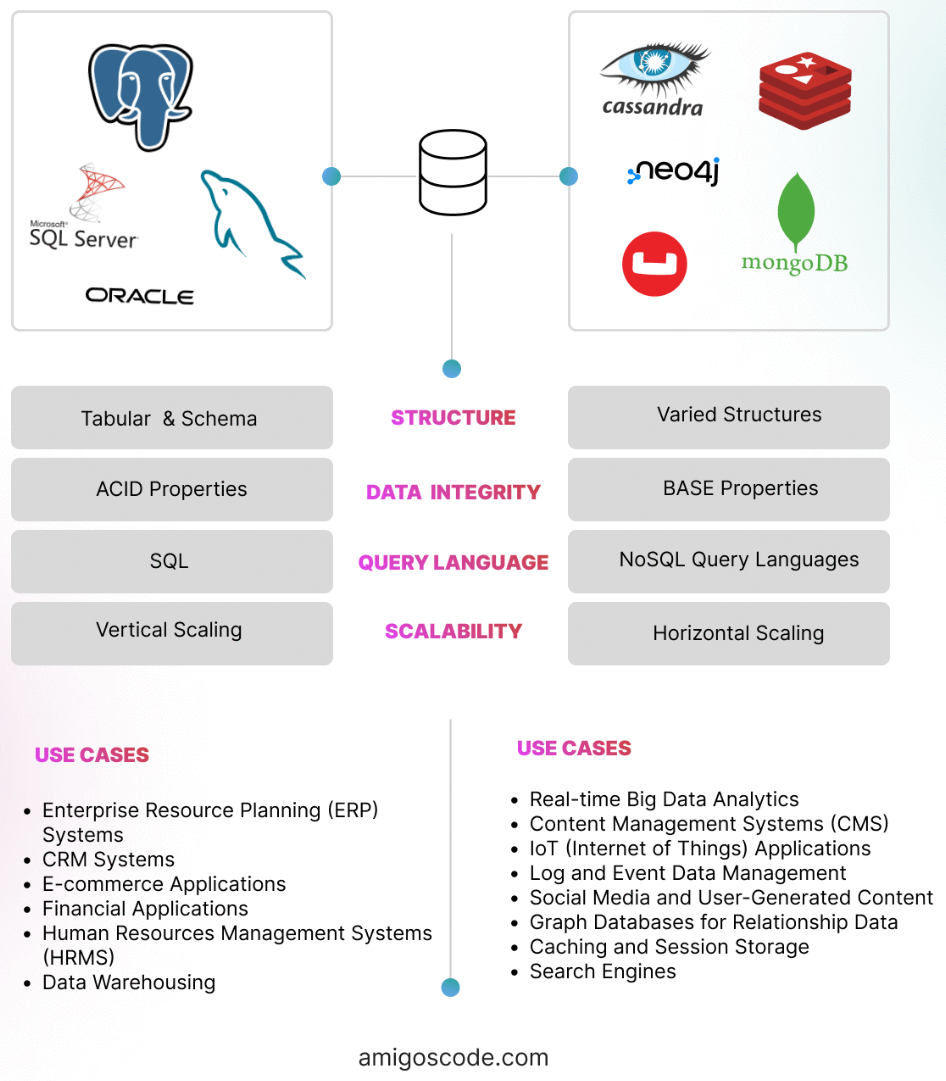 cassandra
neo4j
Microsoft®
SQL Server
mongoDB
ORACLE
Tabular & Schema
STRUCTURE
Varied Structures
ACID Properties
DATA INTEGRITY
BASE Properties
SQL
QUERY LANGUAGE
NoSQL Query Languages
Vertical Scaling
SCALABILITY
Horizontal Scaling
USE CASES
• Enterprise Resource Planning (ERP)
Systems
• CRM Systems
• E-commerce Applications
• Financial Applications
• Human Resources Management Systems
(HRMS)
• Data Warehousing
USE CASES
• Real-time Big Data Analytics
• Content Management Systems (CMS)
• IoT (Internet of Things) Applications
• Log and Event Data Management
• Social Media and User-Generated Content
• Graph Databases for Relationship Data
• Caching and Session Storage
• Search Engines
amigoscode.com